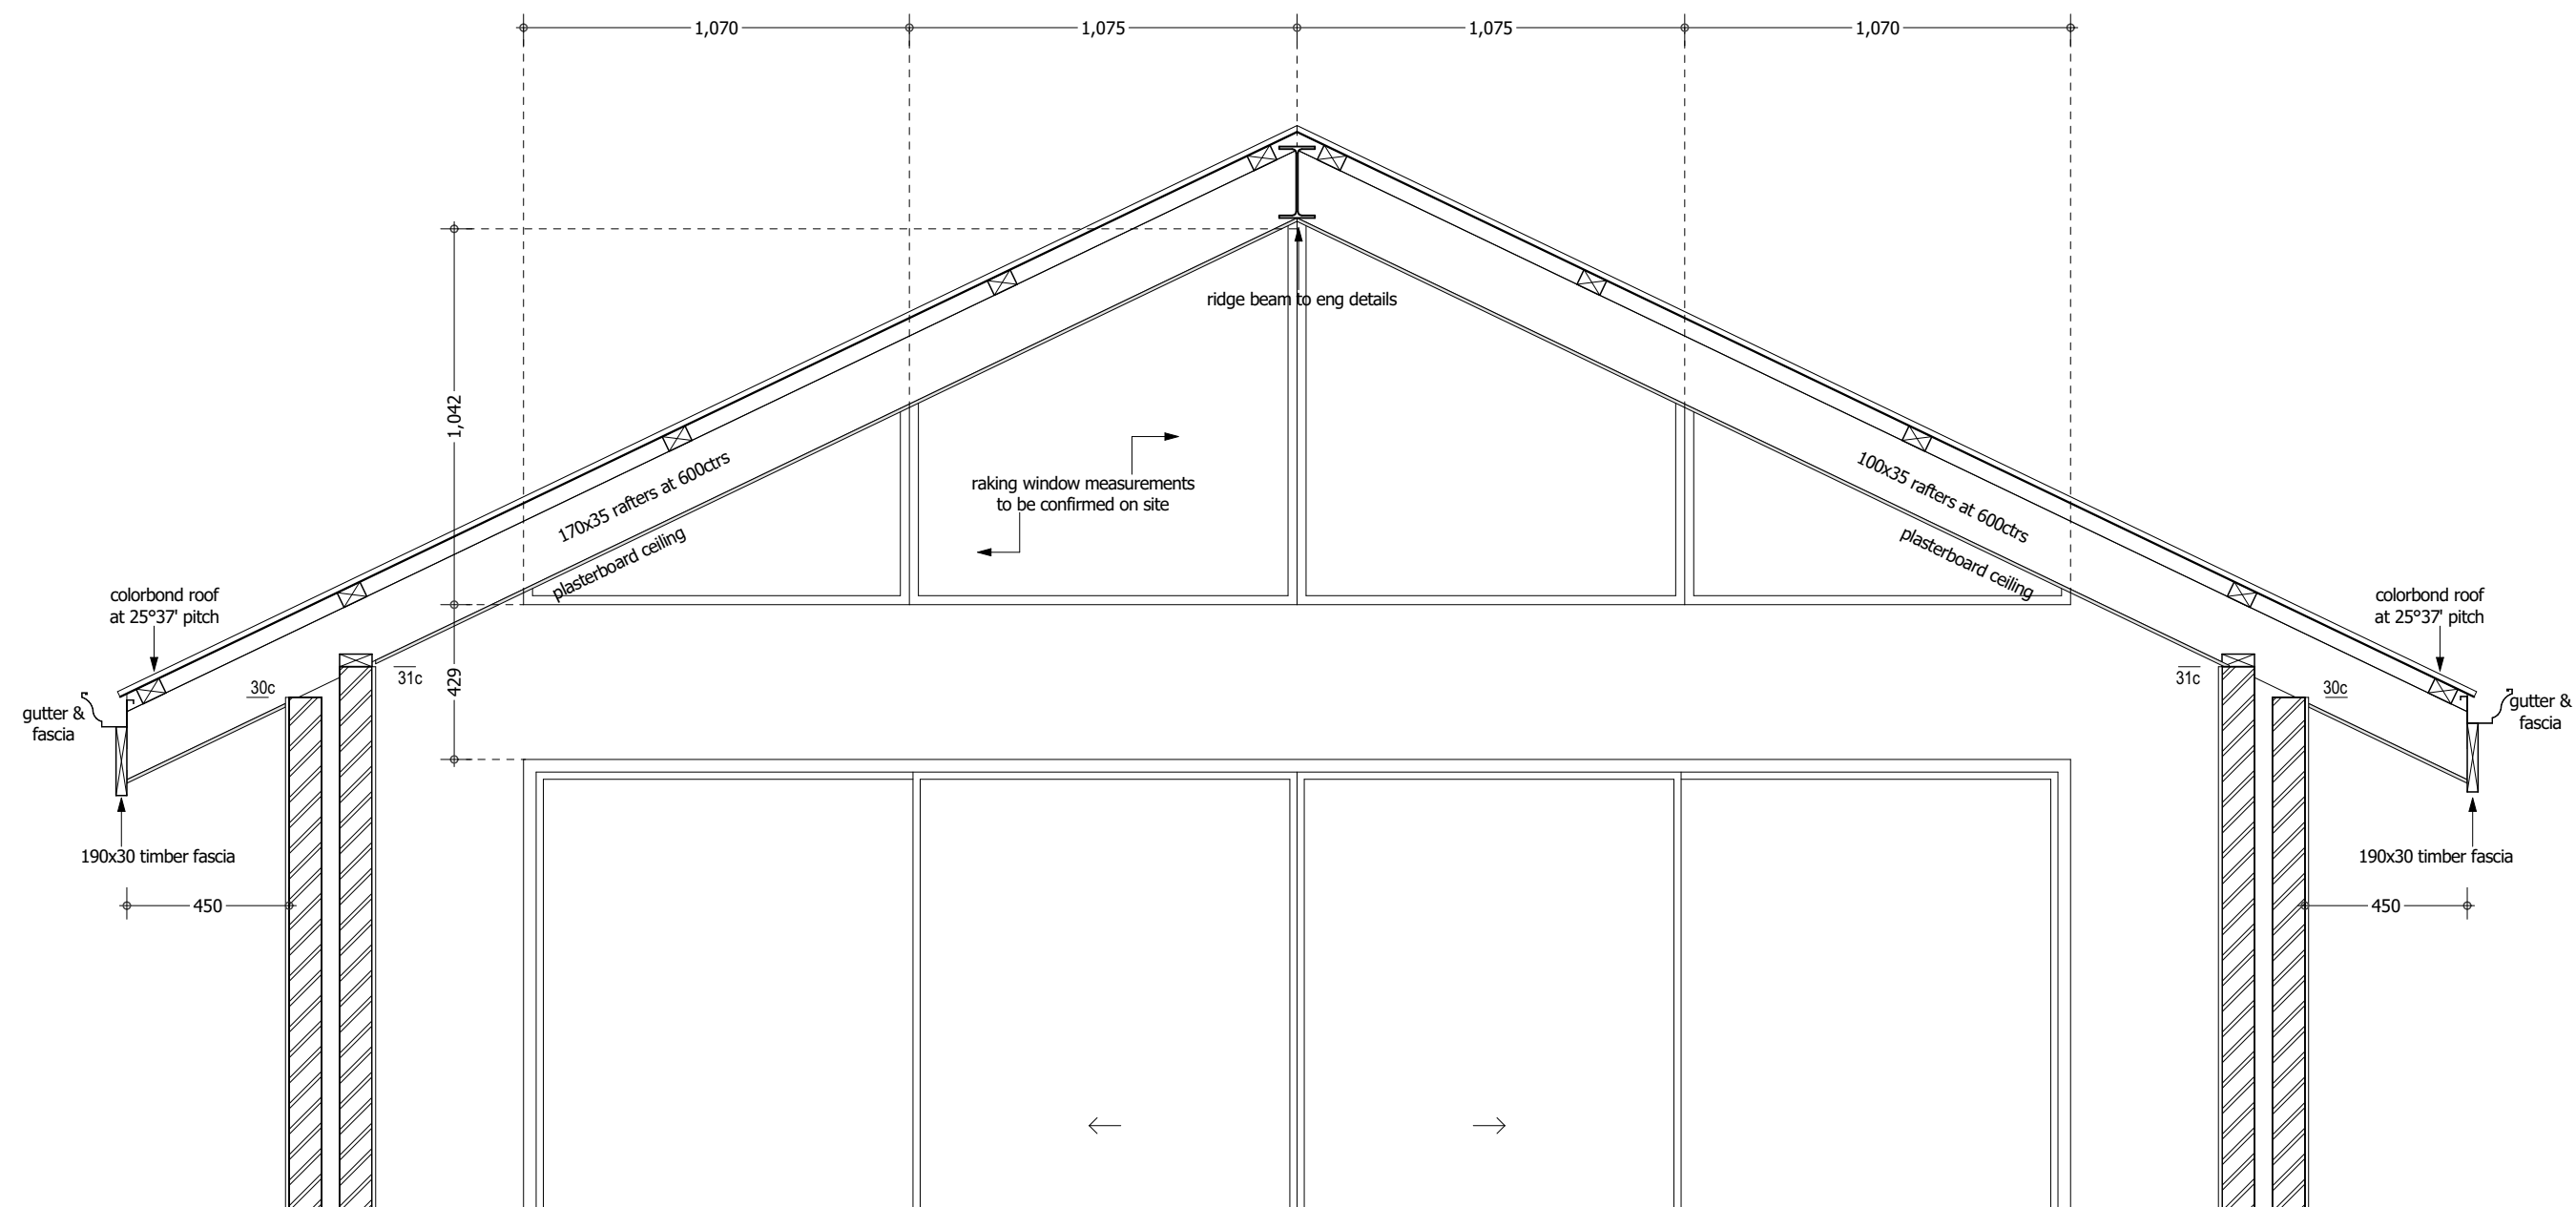 1,070
1,075
1,075
1,070
ridge beam to eng details
1,042
170x35 rafters at 600ctrs
100x35 rafters at 600ctrs
raking window measurements
to be confirmed on site
plasterboard ceiling
plasterboard ceiling
colorbond roof
at 25°37' pitch
colorbond roof
at 25°37' pitch
30c
31c
429
31c
30c
gutter &
fascia
gutter &
fascia
190x30 timber fascia
190x30 timber fascia
450
450